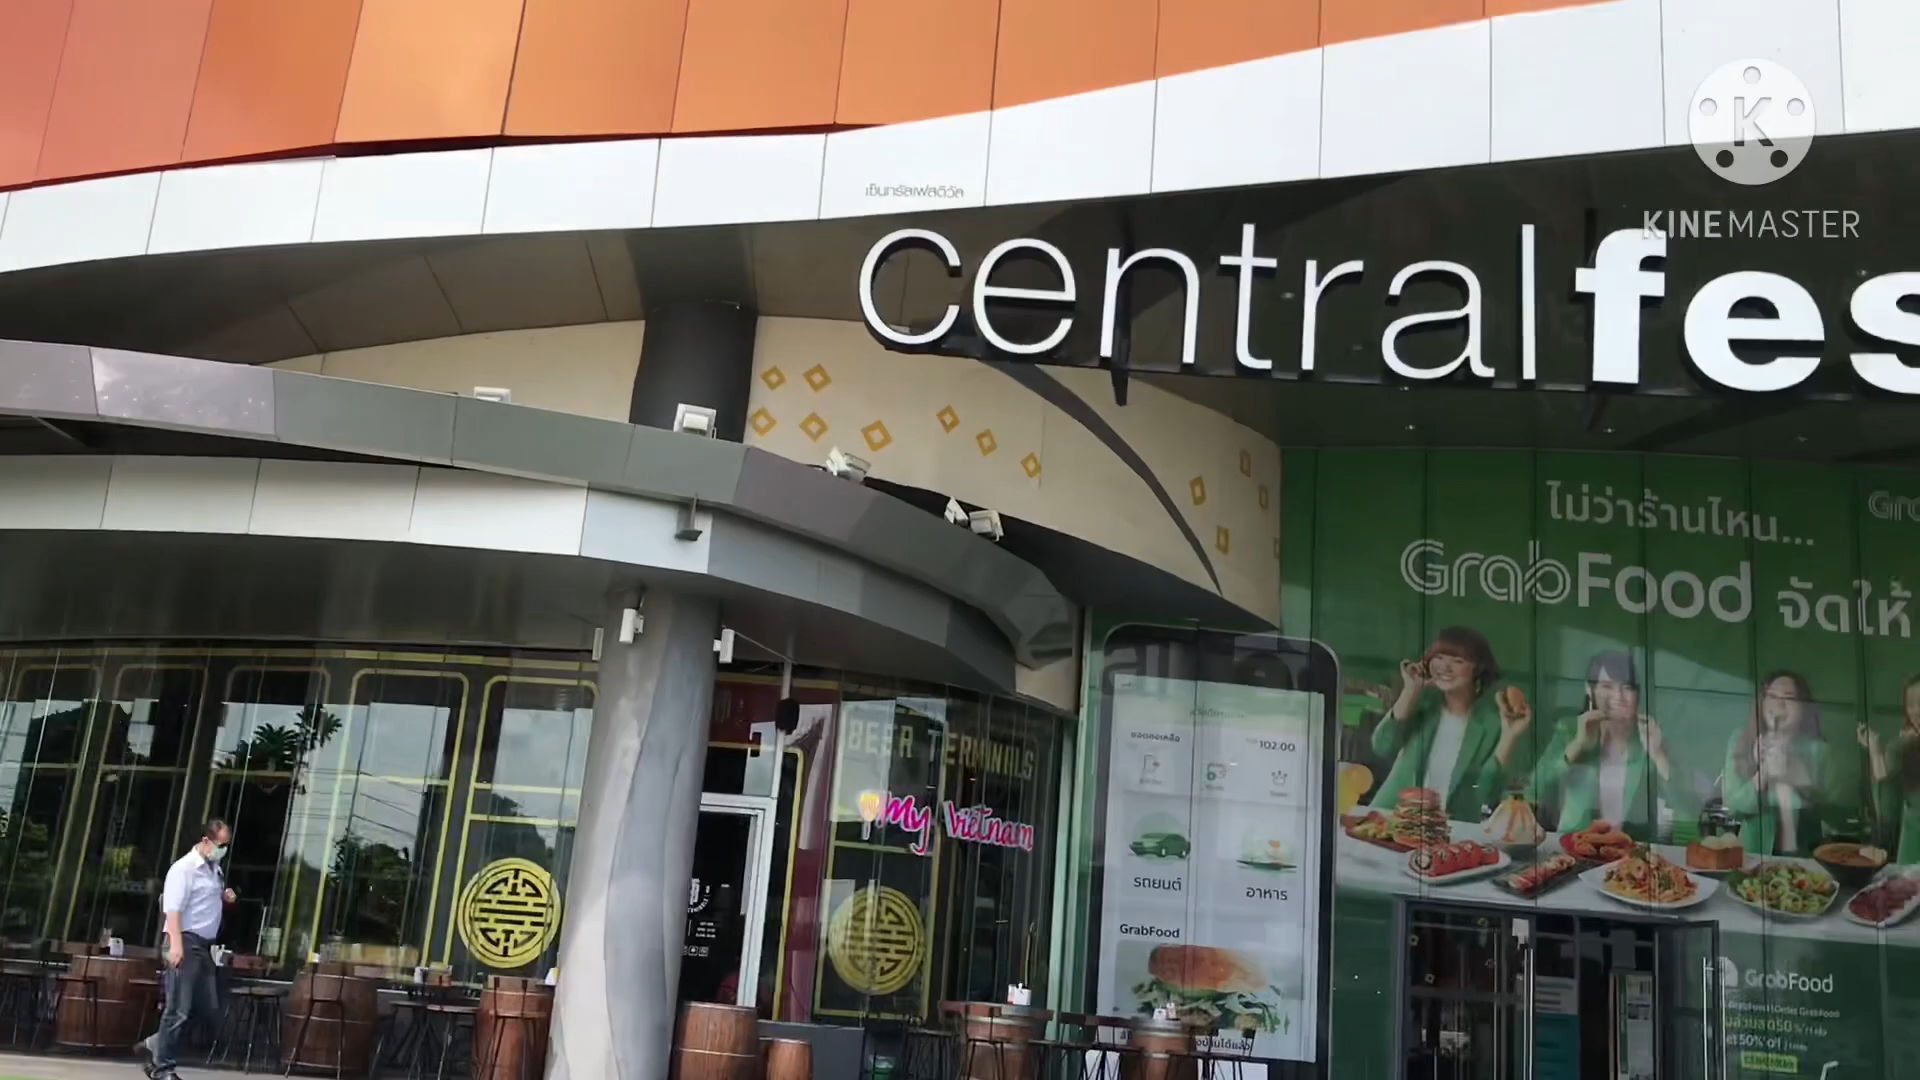 KINEMASTER
เซ็นทรัลเฟสติวัล
centralfes
ไม่ว่าร้านไหน...
GrabFood จัดให้
BEER TERMINALS
My Vietnam
102.00
รถยนต์
อาหาร
GrabFood
GrabFood